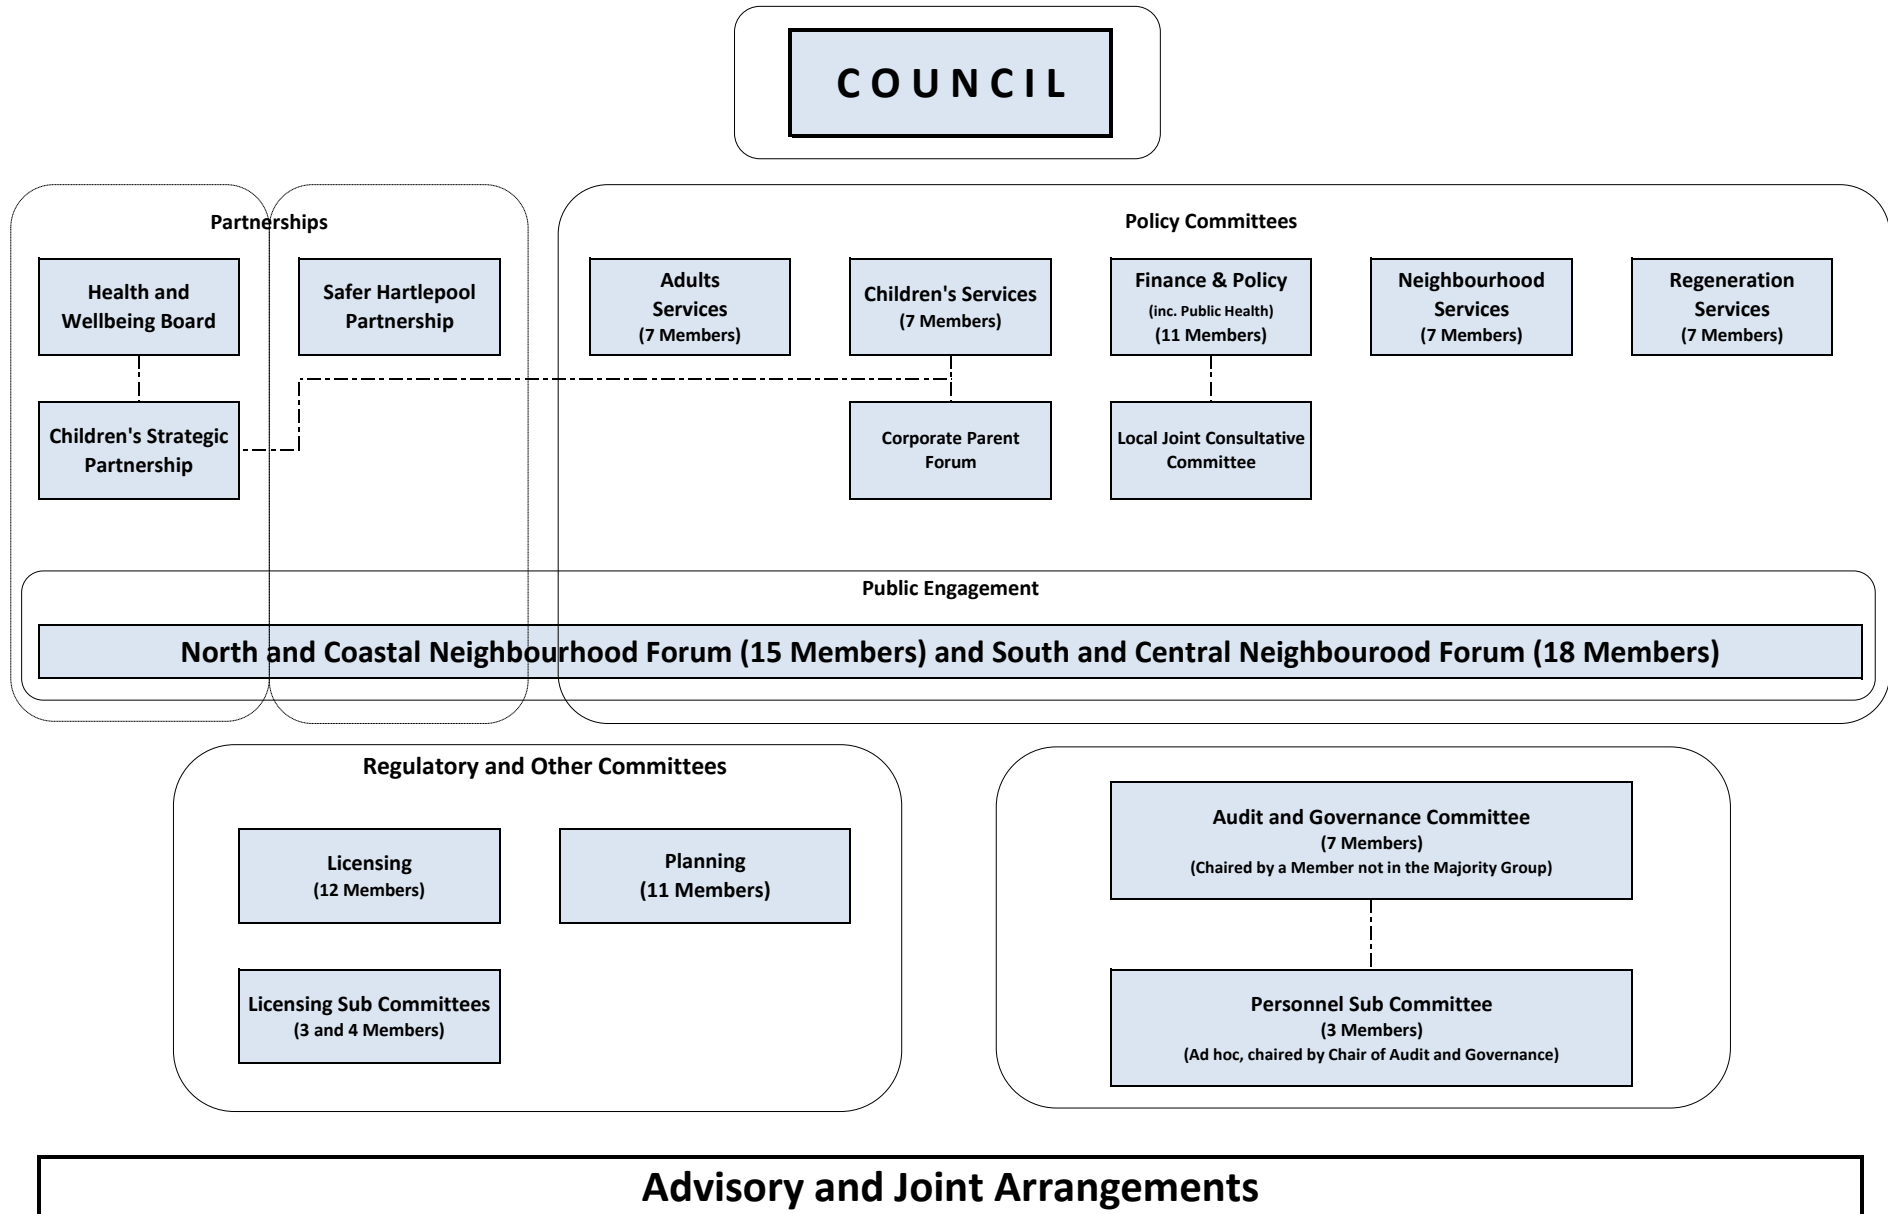 COUNCIL
Partnerships
Policy Committees
Health and
Wellbeing Board
Safer Hartlepool
Partnership
Adults
Services
(7 Members)
Children's Services
(7 Members)
Finance & Policy
(inc. Public Health)
(11 Members)
Neighbourhood
Services
(7 Members)
Regeneration
Services
(7 Members)
Children's Strategic
Partnership
Corporate Parent
Forum
Local Joint Consultative
Committee
Public Engagement
North and Coastal Neighbourhood Forum (15 Members) and South and Central Neighbourood Forum (18 Members)
Regulatory and Other Committees
Licensing
(12 Members)
Planning
(11 Members)
Licensing Sub Committees
(3 and 4 Members)
Audit and Governance Committee
(7 Members)
(Chaired by a Member not in the Majority Group)
Personnel Sub Committee
(3 Members)
(Ad hoc, chaired by Chair of Audit and Governance)
Advisory and Joint Arrangements